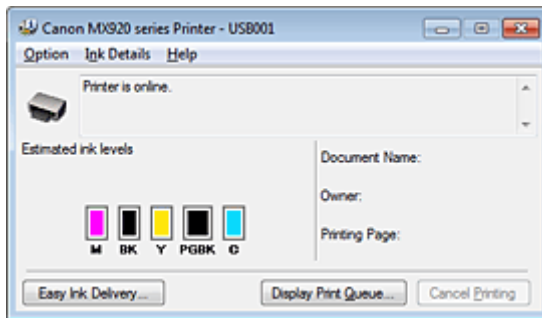 Canon MX920 series Printer - USB001
Option Ink Details Help
Printer is online.
Estimated ink levels
Document Name:
Owner:
Printing Page:
M BK Y PGBK C
Easy Ink Delivery... Display Print Queue... Cancel Printing